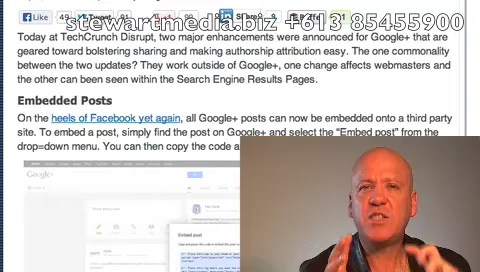 stewartmedia.biz +613 85455900
Like 49
Tweet 91
Share 9
Today at TechCrunch Disrupt, two major enhancements were announced for Google+ that are
geared toward bolstering sharing and making authorship attribution easy. The one commonality
between the two updates? They work outside of Google+, one change affects webmasters and
the other can been seen within the Search Engine Results Pages.
Embedded Posts
On the heels of Facebook yet again, all Google+ posts can now be embedded onto a third party
site. To embed a post, simply find the post on Google+ and select the “Embed post” from the
drop=down menu. You can then copy the code a
Google+
Embed post